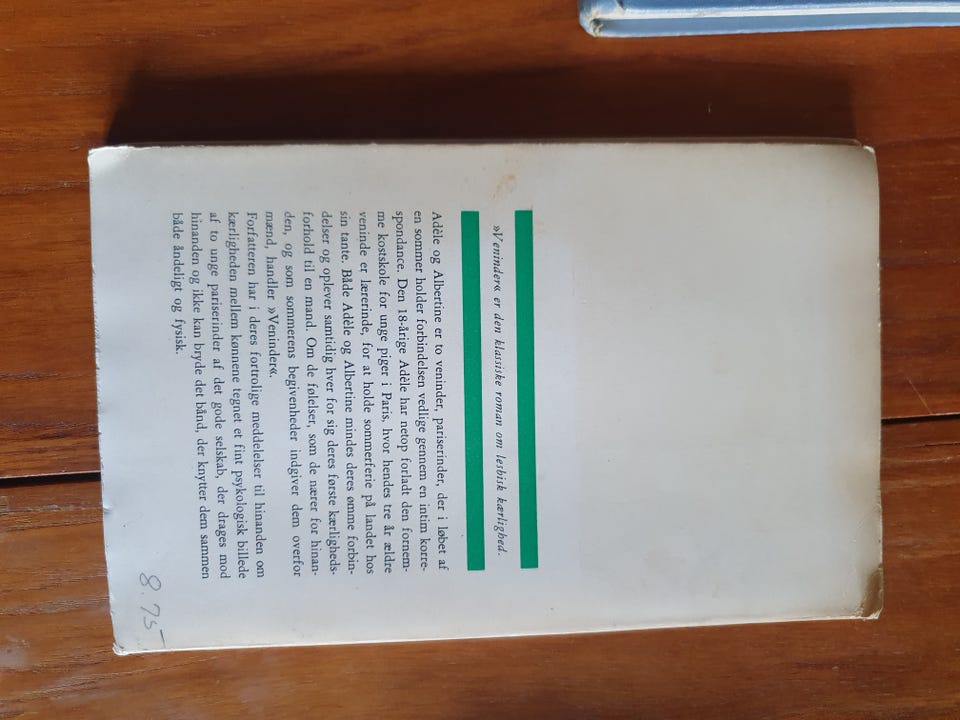 »Veninder« er den klassiske roman om lesbisk kærlighed.
Adèle og Albertine er to veninder, pariserinder, der i løbet af
en sommer holder forbindelsen vedlige gennem en intim korre-
spondance. Den 18-årige Adèle har netop forladt den fornem-
me kostskole for unge piger i Paris, hvor hendes tre år ældre
veninde er lærerinde, for at holde sommerferie på landet hos
sin tante. Både Adèle og Albertine mindes deres ømme forbin-
delser og oplever samtidig hver for sig deres første kærligheds-
forhold til en mand. Om de følelser, som de nærer for hinan-
den, og som sommerens begivenheder indgiver dem overfor
mænd, handler »Veninder«.
Forfatteren har i deres fortrolige meddelelser til hinanden om
kærligheden mellem kønnene tegnet et fint psykologisk billede
af to unge pariserinder af det gode selskab, der drages mod
hinanden og ikke kan bryde det bånd, der knytter dem sammen
både åndeligt og fysisk.
8.75